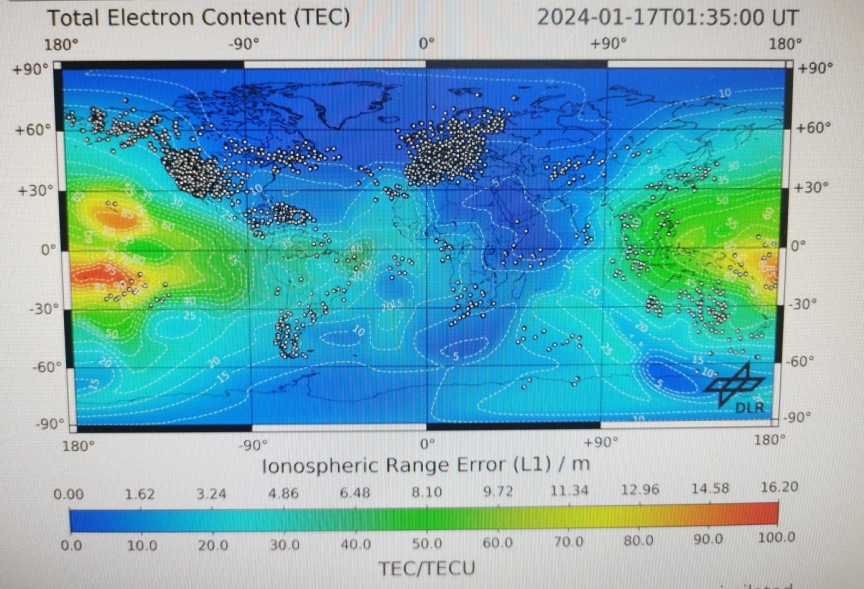 Total Electron Content (TEC) 2024-01-17T01:35:00 UT
180° -90° 0° +90° 180°
+90° +90°
+60° +60°
+30° +30°
0° 0°
-30° -30°
-60° -60°
DLR
-90° -90°
180° -90° 0° +90° 180°
Ionospheric Range Error (L1) / m
0.00 1.62 3.24 4.86 6.48 8.10 9.72 11.34 12.96 14.58 16.20
0.0 10.0 20.0 30.0 40.0 50.0 60.0 70.0 80.0 90.0 100.0
TEC/TECU